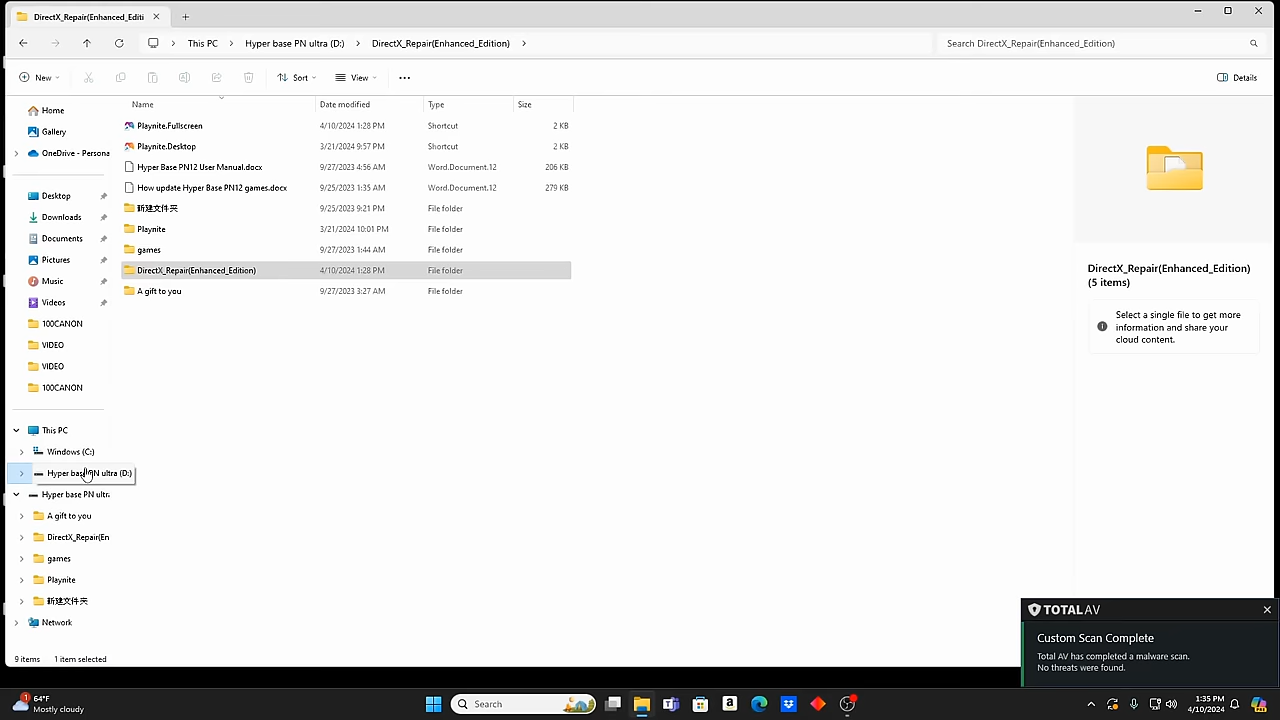 DirectX_Repair(Enhanced_Editi
This PC
Hyper base PN ultra (D:)
DirectX_Repair(Enhanced_Edition)
Search DirectX_Repair(Enhanced_Edition)
New
Sort
View
Details
Name Date modified Type Size
Playnite.Fullscreen 4/10/2024 1:28 PM Shortcut 2 KB
Playnite.Desktop 3/21/2024 9:57 PM Shortcut 2 KB
Hyper Base PN12 User Manual.docx 9/27/2023 4:56 AM Word.Document.12 206 KB
How update Hyper Base PN12 games.docx 9/25/2023 1:35 AM Word.Document.12 279 KB
新建文件夹 9/25/2023 9:21 PM File folder
Playnite 3/21/2024 10:01 PM File folder
games 9/27/2023 1:44 AM File folder
DirectX_Repair(Enhanced_Edition) 4/10/2024 1:28 PM File folder
A gift to you 9/27/2023 3:27 AM File folder
Home
Gallery
OneDrive - Persona
Desktop
Downloads
Documents
Pictures
Music
Videos
100CANON
VIDEO
VIDEO
100CANON
This PC
Windows (C:)
Hyper base PN ultra (D:)
Hyper base PN ultra
A gift to you
DirectX_Repair(En
games
Playnite
新建文件夹
Network
9 items 1 item selected
DirectX_Repair(Enhanced_Edition)
(5 items)
Select a single file to get more
information and share your
cloud content.
TOTAL AV
Custom Scan Complete
Total AV has completed a malware scan.
No threats were found.
1
64°F
Mostly cloudy
Search
1:35 PM
4/10/2024